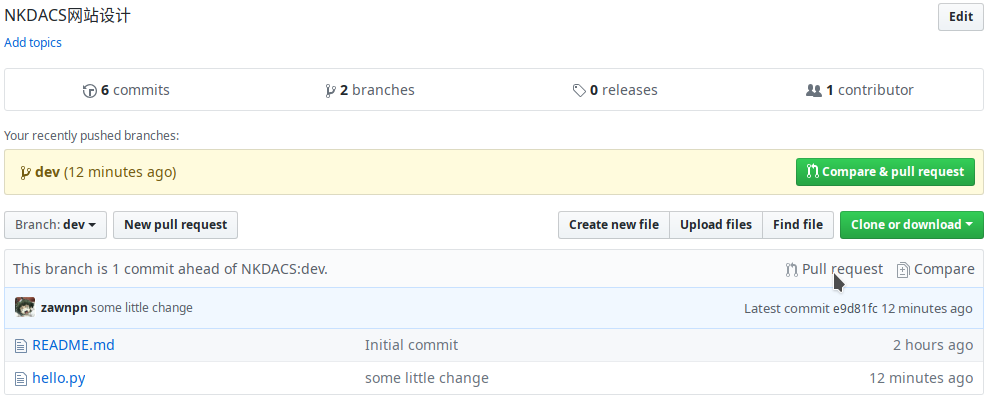 NKDACS网站设计
Edit
Add topics
6 commits
2 branches
0 releases
1 contributor
Your recently pushed branches:
dev (12 minutes ago)
Compare & pull request
Branch: dev
New pull request
Create new file
Upload files
Find file
Clone or download
This branch is 1 commit ahead of NKDACS:dev.
Pull request
Compare
zawnpn some little change
Latest commit e9d81fc 12 minutes ago
README.md
Initial commit
2 hours ago
hello.py
some little change
12 minutes ago